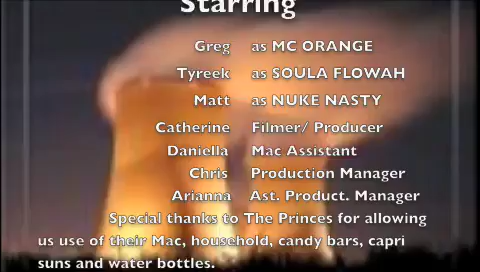 Starring
Greg as MC ORANGE
Tyreek as SOULA FLOWAH
Matt as NUKE NASTY
Catherine Filmer/ Producer
Daniella Mac Assistant
Chris Production Manager
Arianna Ast. Product. Manager
Special thanks to The Princes for allowing
us use of their Mac, household, candy bars, capri
suns and water bottles.